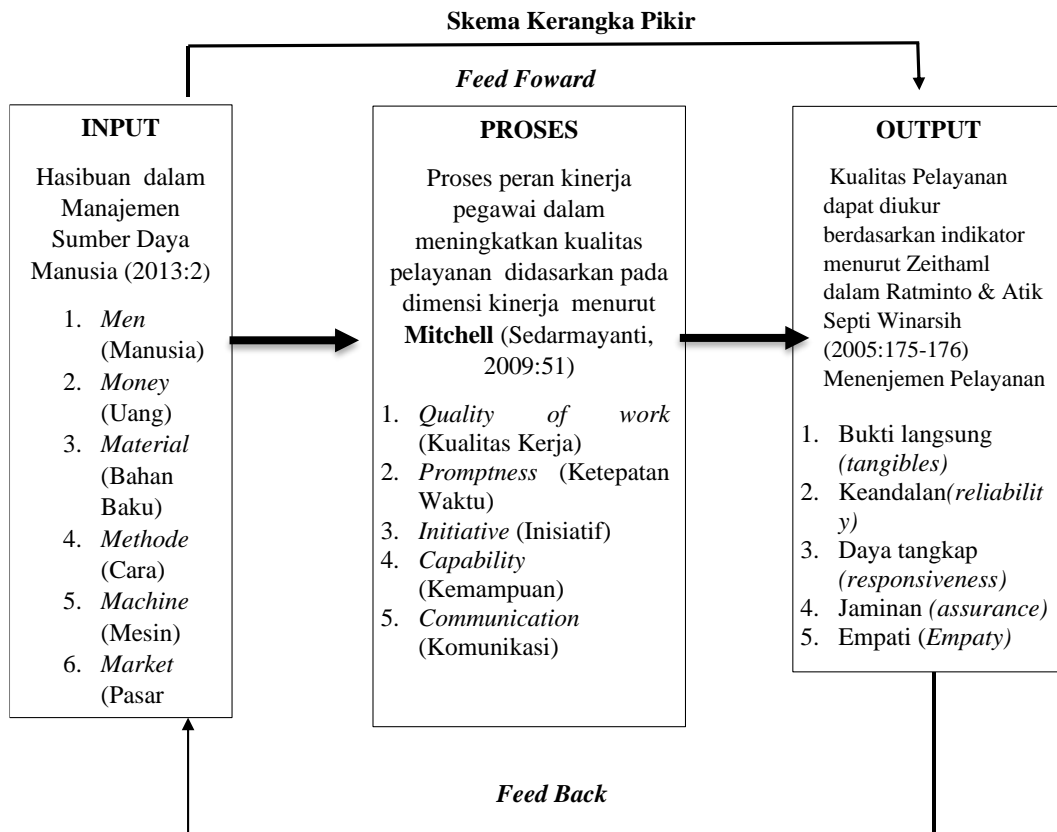 Skema Kerangka Pikir
Feed Foward
INPUT
Hasibuan dalam
Manajemen
Sumber Daya
Manusia (2013:2)
1. Men
(Manusia)
2. Money
(Uang)
3. Material
(Bahan
Baku)
4. Methode
(Cara)
5. Machine
(Mesin)
6. Market
(Pasar
PROSES
Proses peran kinerja
pegawai dalam
meningkatkan kualitas
pelayanan didasarkan pada
dimensi kinerja menurut
Mitchell (Sedarmayanti,
2009:51)
1. Quality of work
(Kualitas Kerja)
2. Promptness (Ketepatan
Waktu)
3. Initiative (Inisiatif)
4. Capability
(Kemampuan)
5. Communication
(Komunikasi)
OUTPUT
Kualitas Pelayanan
dapat diukur
berdasarkan indikator
menurut Zeithaml
dalam Ratminto & Atik
Septi Winarsih
(2005:175-176)
Menenjemen Pelayanan
1. Bukti langsung
(tangibles)
2. Keandalan(reliabilit
y)
3. Daya tangkap
(responsiveness)
4. Jaminan (assurance)
5. Empati (Empaty)
Feed Back